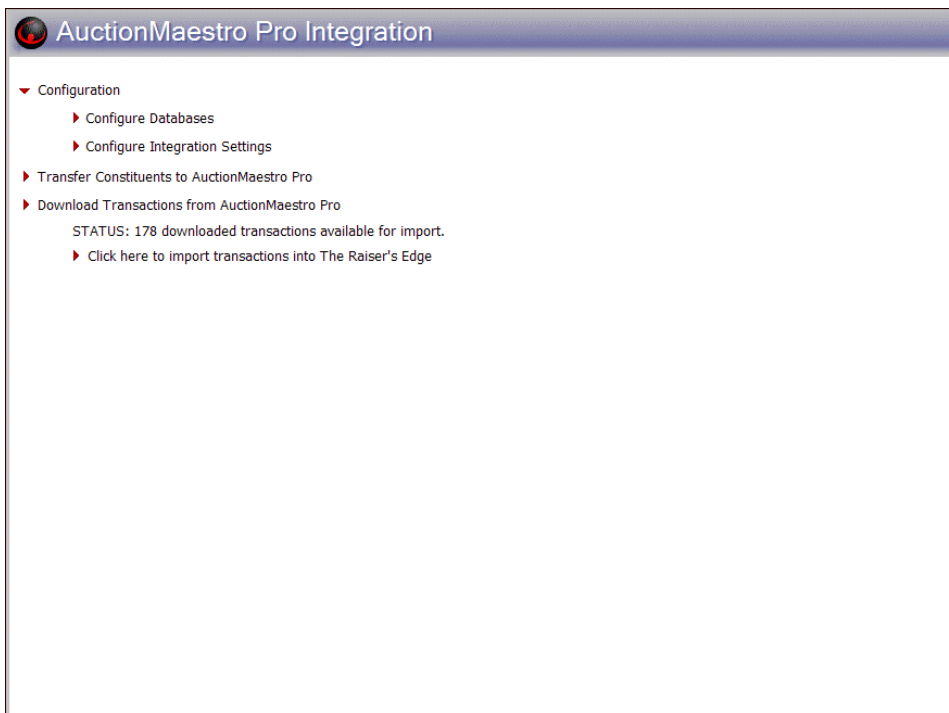 AuctionMaestro Pro Integration
Configuration
Configure Databases
Configure Integration Settings
Transfer Constituents to AuctionMaestro Pro
Download Transactions from AuctionMaestro Pro
STATUS: 178 downloaded transactions available for import.
Click here to import transactions into The Raiser's Edge